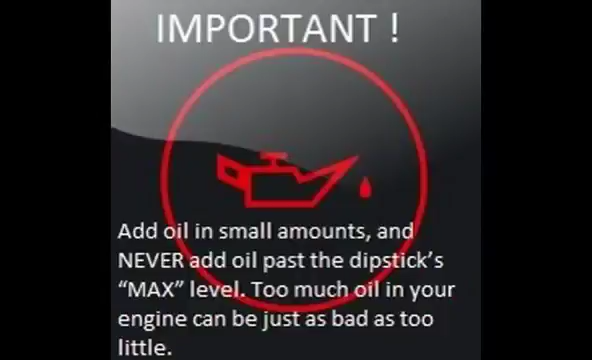 IMPORTANT !
Add oil in small amounts, and
NEVER add oil past the dipstick's
“MAX” level. Too much oil in your
engine can be just as bad as too
little.